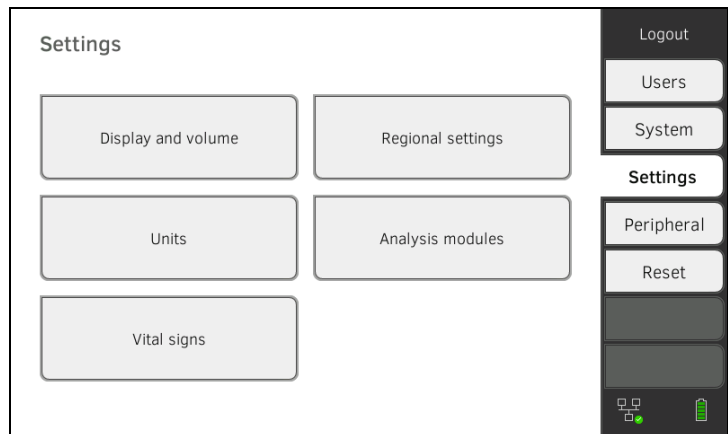 Settings
Display and volume
Regional settings
Units
Analysis modules
Vital signs
Logout
Users
System
Settings
Peripheral
Reset